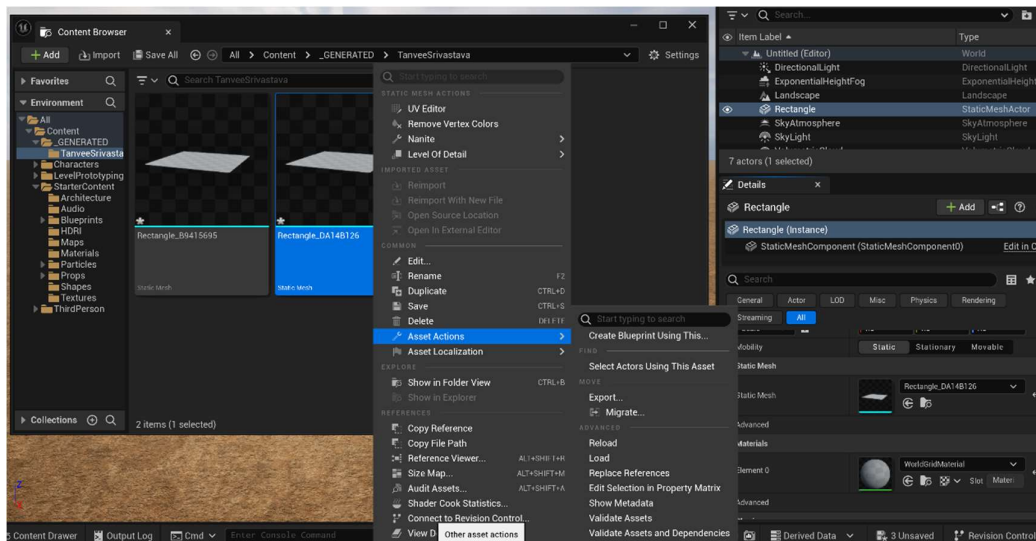 Content Browser
+ Add
Import
Save All
All > Content > _GENERATED > TanveeSrivastava
Settings
Favorites
Search TanveeSrivastava
Environment
All
Content
_GENERATED
TanveeSrivasta
Characters
LevelPrototyping
StarterContent
Architecture
Audio
Blueprints
HDRI
Maps
Materials
Particles
Props
Shapes
Textures
ThirdPerson
Collections
Rectangle_B9415695
Static Mesh
Rectangle_DA14B126
Static Mesh
2 items (1 selected)
Start typing to search
STATIC MESH ACTIONS
UV Editor
Remove Vertex Colors
Nanite
Level Of Detail
IMPORTED ASSET
Reimport
Reimport With New File
Open Source Location
Open In External Editor
COMMON
Edit...
Rename F2
Duplicate CTRL+D
Save CTRL+S
Delete DELETE
Asset Actions
Asset Localization
EXPLORE
Show in Folder View CTRL+B
Show in Explorer
REFERENCES
Copy Reference
Copy File Path
Reference Viewer... ALT+SHIFT+R
Size Map... ALT+SHIFT+M
Audit Assets... ALT+SHIFT+A
Shader Cook Statistics...
Connect to Revision Control...
View D
Other asset actions
Start typing to search
Create Blueprint Using This...
FIND
Select Actors Using This Asset
MOVE
Export...
Migrate...
ADVANCED
Reload
Load
Replace References
Edit Selection in Property Matrix
Show Metadata
Validate Assets
Validate Assets and Dependencies
Search...
Item Label Type
Untitled (Editor) World
DirectionalLight DirectionalLight
ExponentialHeightFog ExponentialHeight
Landscape Landscape
Rectangle StaticMeshActor
SkyAtmosphere SkyAtmosphere
SkyLight SkyLight
7 actors (1 selected)
Details
Rectangle
+ Add
Rectangle (Instance)
StaticMeshComponent (StaticMeshComponent0) Edit in C
Search
General Actor LOD Misc Physics Rendering
Streaming All
Mobility Static Stationary Movable
Static Mesh
Static Mesh Rectangle_DA14B126
Advanced
Materials
Element 0 WorldGridMaterial
Slot Materi
Advanced
Z
Content Drawer
Output Log
Cmd
Enter Console Command
Derived Data
3 Unsaved
Revision Contro